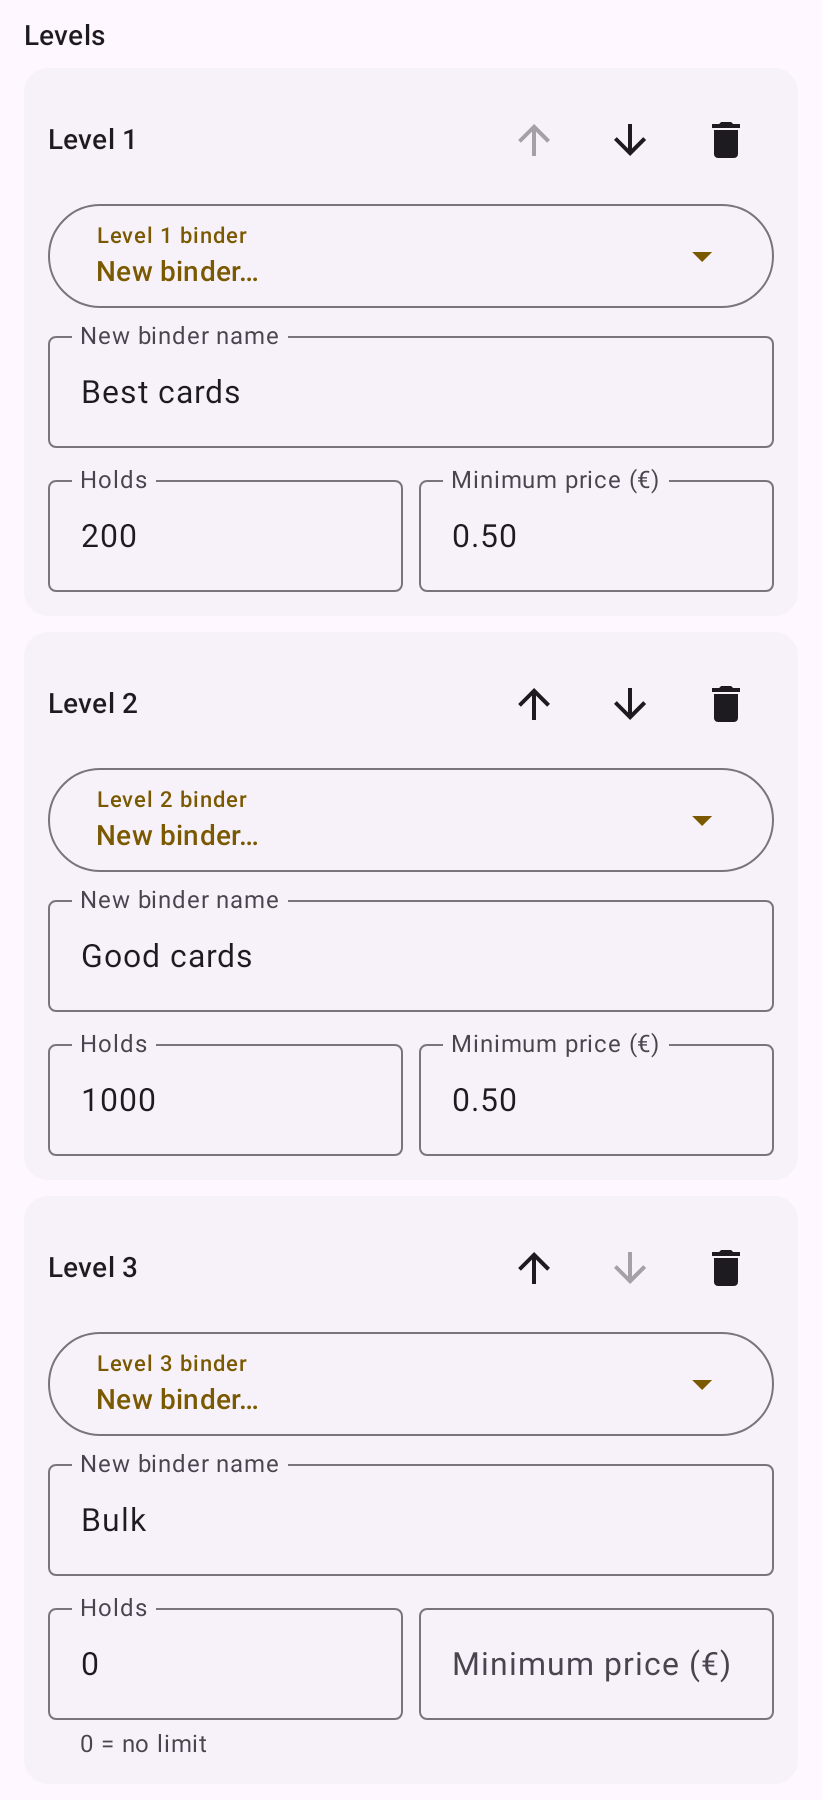 Levels
Level 1
Level 1 binder
New binder...
New binder name
Best cards
Holds
Minimum price (€)
200
0.50
Level 2
Level 2 binder
New binder...
New binder name
Good cards
Holds
Minimum price (€)
1000
0.50
Level 3
Level 3 binder
New binder...
New binder name
Bulk
Holds
0
Minimum price (€)
0 = no limit